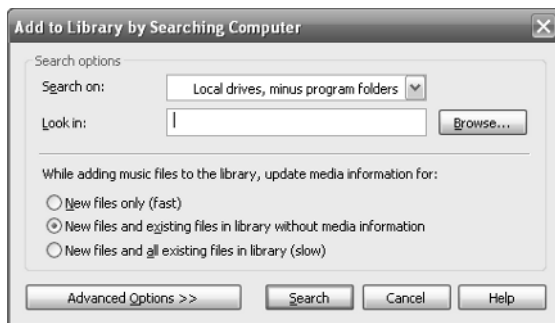 Add to Library by Searching Computer
Search options
Search on: Local drives, minus program folders
Look in: Browse...
While adding music files to the library, update media information for:
New files only (fast)
New files and existing files in library without media information
New files and all existing files in library (slow)
Advanced Options >> Search Cancel Help